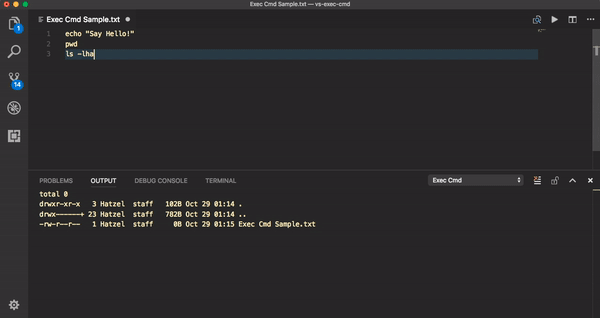 Exec Cmd Sample.txt — vs-exec-cmd
Exec Cmd Sample.txt
1 echo "Say Hello!"
2 pwd
3 ls -lha
1
14
PROBLEMS OUTPUT DEBUG CONSOLE TERMINAL Exec Cmd
total 0
drwxr-xr-x 3 Hatzel staff 102B Oct 29 01:14 .
drwx------+ 23 Hatzel staff 782B Oct 29 01:14 ..
-rw-r--r-- 1 Hatzel staff 0B Oct 29 01:15 Exec Cmd Sample.txt